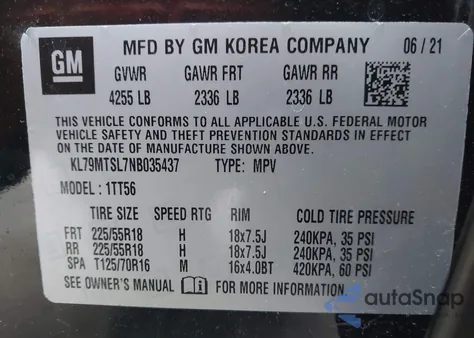 GM
MFD BY GM KOREA COMPANY 06 / 21
GVWR GAWR FRT GAWR RR
4255 LB 2336 LB 2336 LB
THIS VEHICLE CONFORMS TO ALL APPLICABLE U.S. FEDERAL MOTOR
VEHICLE SAFETY AND THEFT PREVENTION STANDARDS IN EFFECT
ON THE DATE OF MANUFACTURE SHOWN ABOVE.
KL79MTSL7NB035437 TYPE: MPV
MODEL : 1TT56
TIRE SIZE SPEED RTG RIM COLD TIRE PRESSURE
FRT 225/55R18 H 18x7.5J 240KPA, 35 PSI
RR 225/55R18 H 18x7.5J 240KPA, 35 PSI
SPA T125/70R16 M 16x4.0BT 420KPA, 60 PSI
SEE OWNER'S MANUAL i FOR MORE INFORMATION.
autoSnap